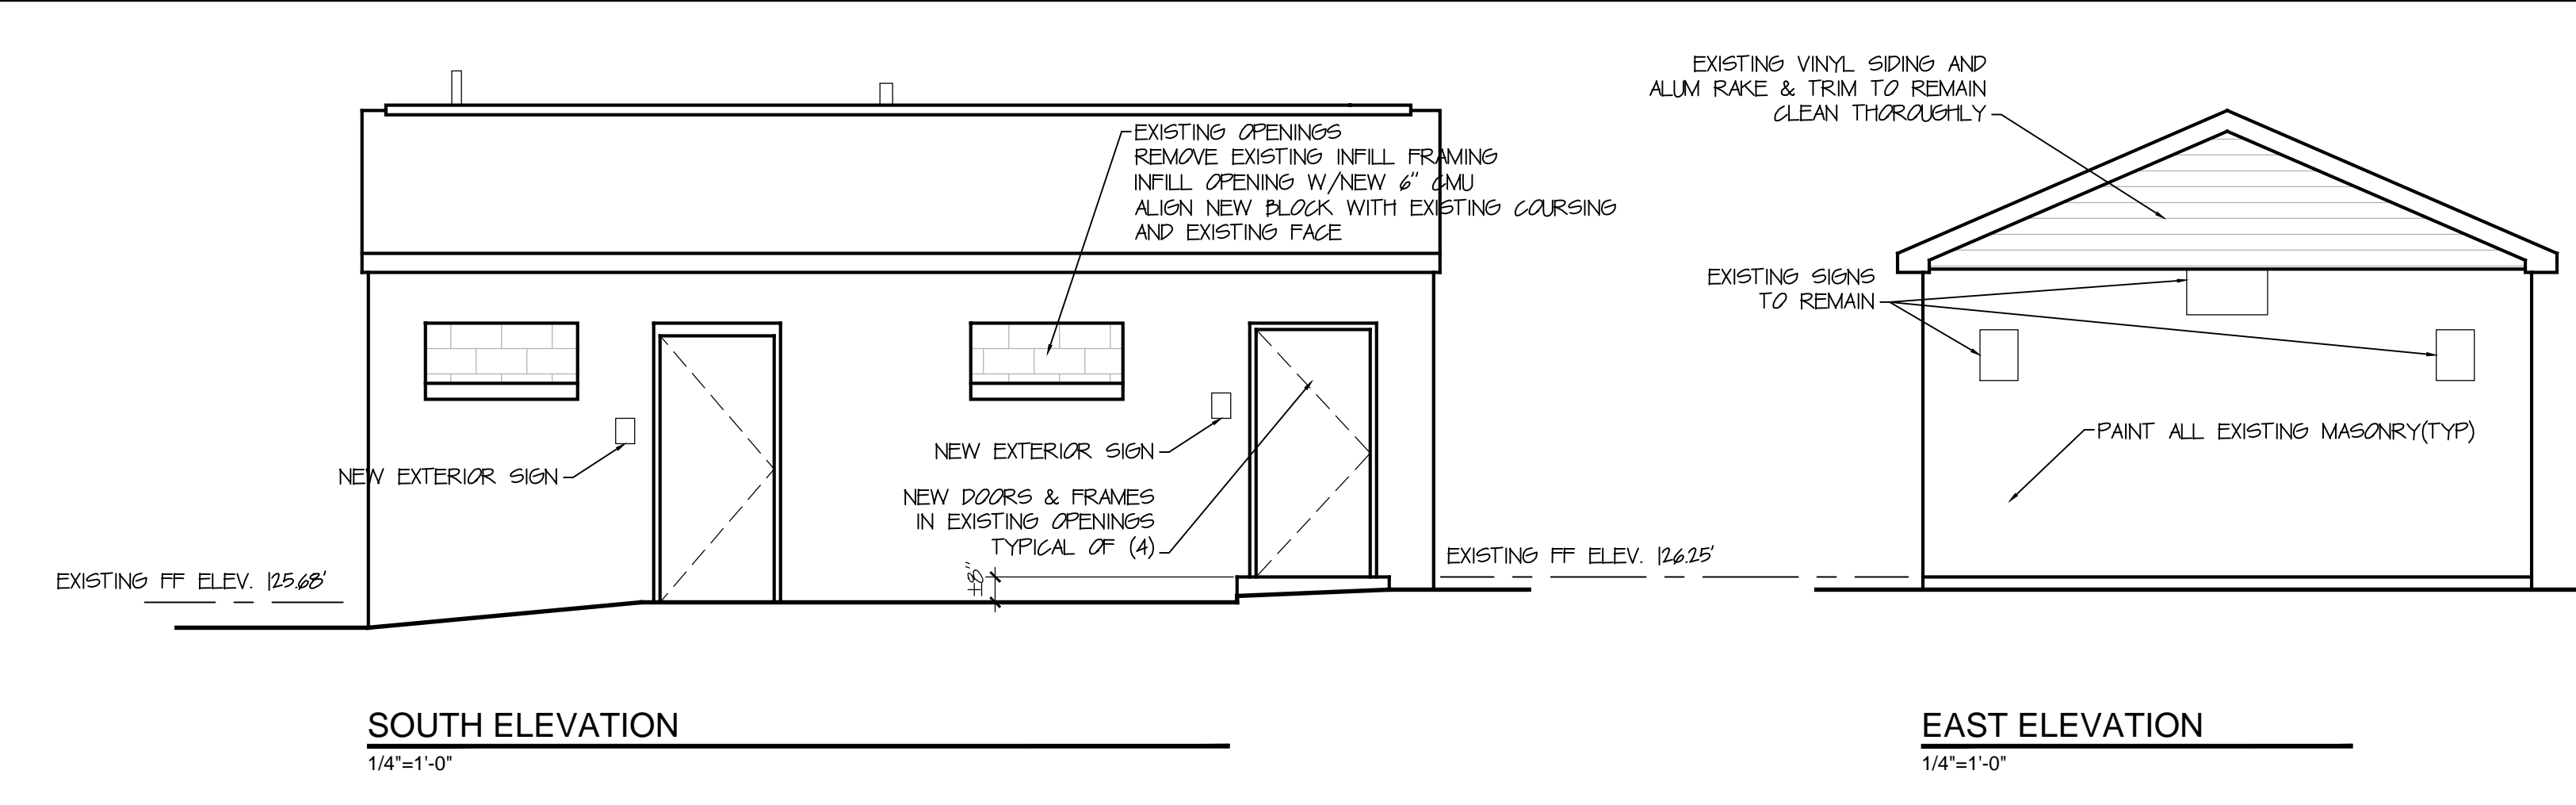 EXISTING OPENINGS
REMOVE EXISTING INFILL FRAMING
INFILL OPENING W/NEW 6" CMU
ALIGN NEW BLOCK WITH EXISTING COURSING
AND EXISTING FACE
NEW EXTERIOR SIGN
NEW EXTERIOR SIGN
NEW DOORS & FRAMES
IN EXISTING OPENINGS
TYPICAL OF (4)
EXISTING FF ELEV. 125.68'
±8"
EXISTING FF ELEV. 126.25'
SOUTH ELEVATION
1/4"=1'-0"
EXISTING VINYL SIDING AND
ALUM RAKE & TRIM TO REMAIN
CLEAN THOROUGHLY
EXISTING SIGNS
TO REMAIN
PAINT ALL EXISTING MASONRY(TYP)
EAST ELEVATION
1/4"=1'-0"